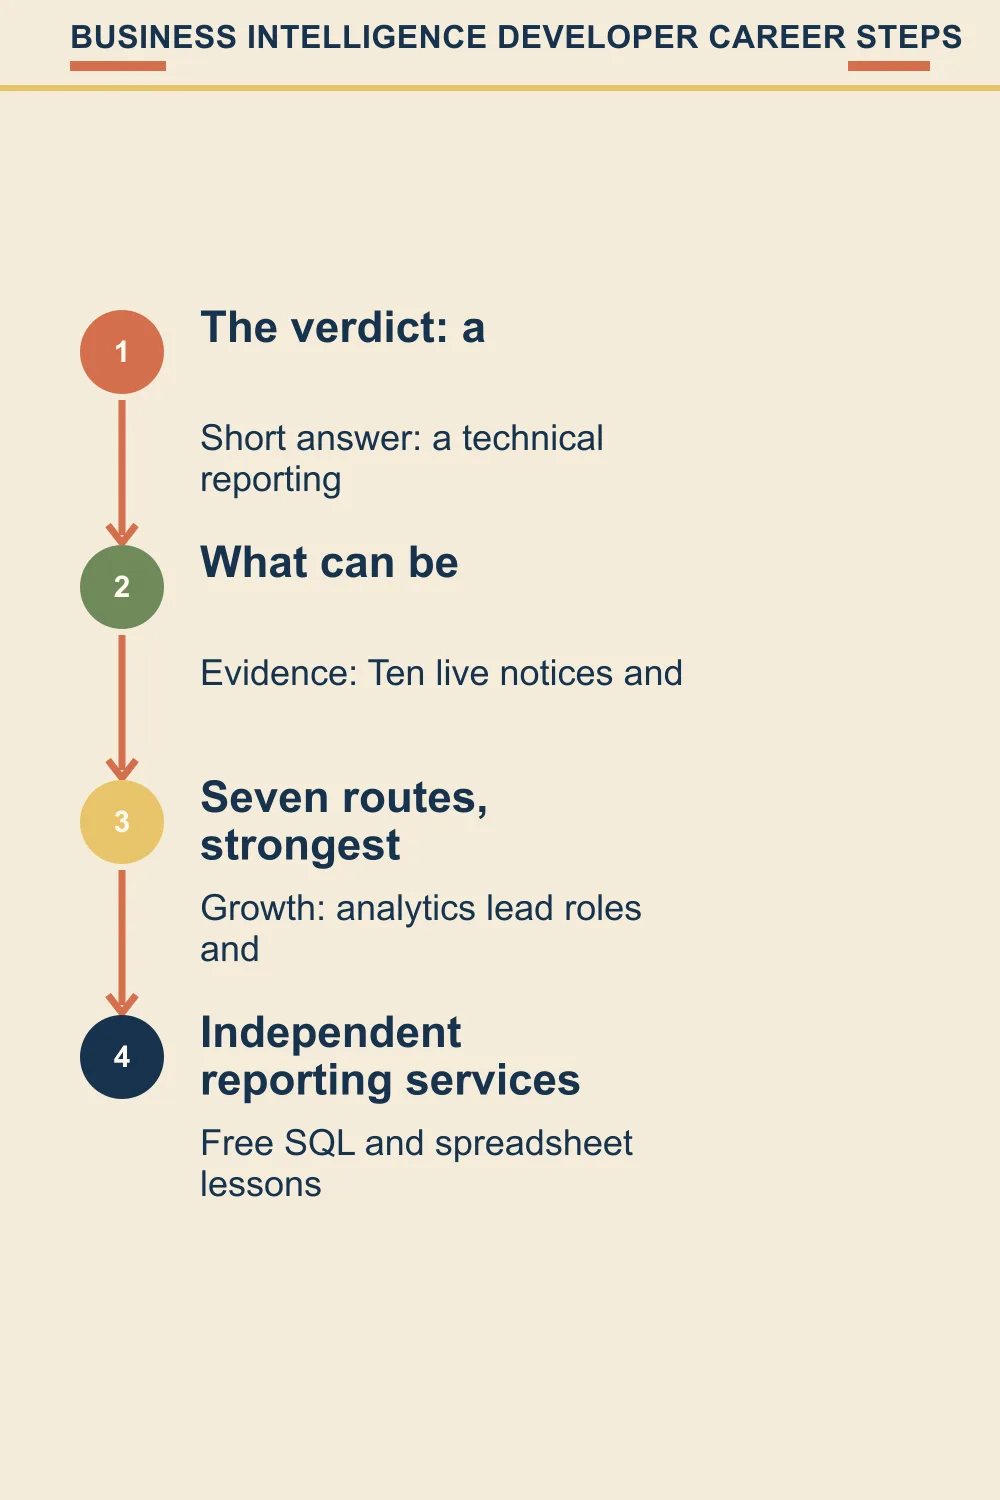 BUSINESS INTELLIGENCE DEVELOPER CAREER STEPS
1
The verdict: a
Short answer: a technical
reporting
2
What can be
Evidence: Ten live notices and
3
Seven routes,
strongest
Growth: analytics lead roles
and
4
Independent
reporting services
Free SQL and spreadsheet
lessons